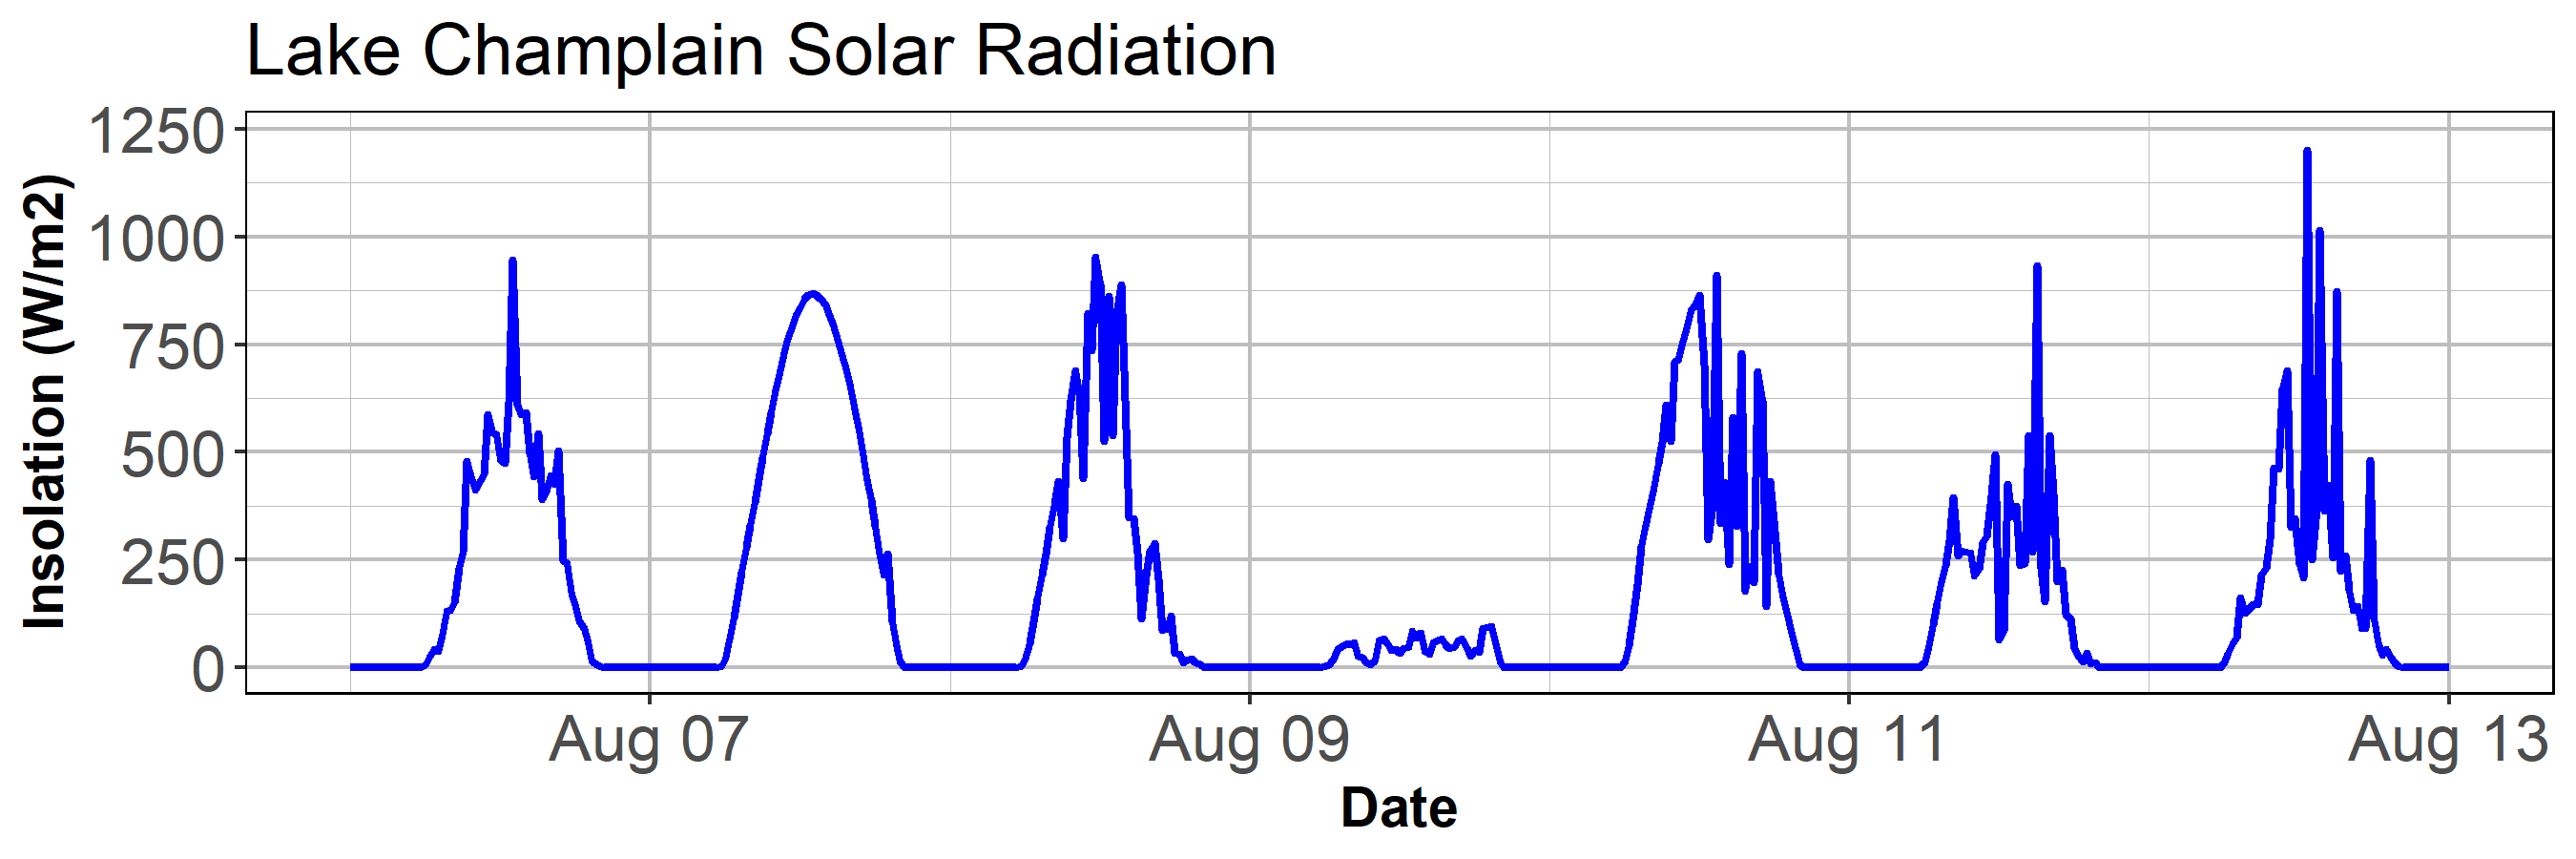 Lake Champlain Solar Radiation
1250
1000
750
500
250
0
Insolation (W/m2)
Aug 07 Aug 09 Aug 11 Aug 13
Date